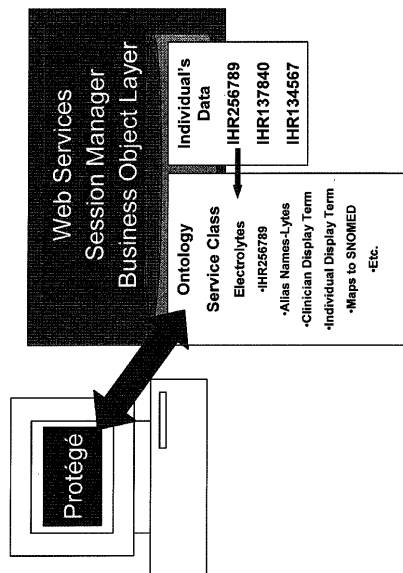 Protégé
Web Services
Session Manager
Business Object Layer
Ontology
Service Class
Electrolytes
•IHR256789
•Alias Names-Lytes
•Clinician Display Term
•Individual Display Term
•Maps to SNOMED
•Etc.
Individual's
Data
IHR256789
IHR137840
IHR134567